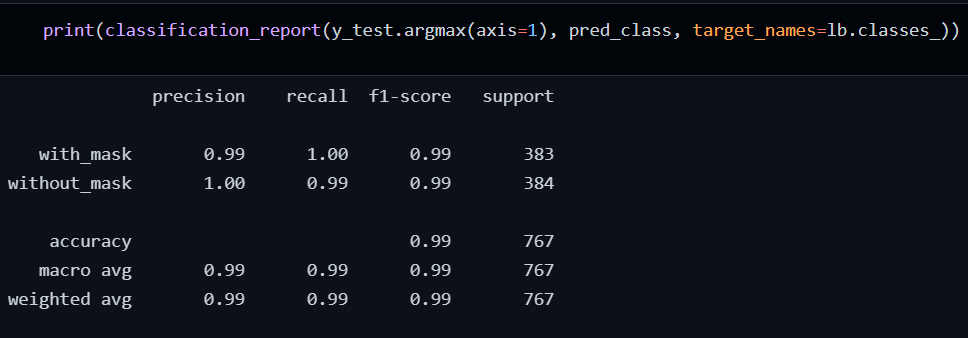 print(classification_report(y_test.argmax(axis=1), pred_class, target_names=lb.classes_))
precision recall f1-score support
with_mask 0.99 1.00 0.99 383
without_mask 1.00 0.99 0.99 384
accuracy 0.99 767
macro avg 0.99 0.99 0.99 767
weighted avg 0.99 0.99 0.99 767